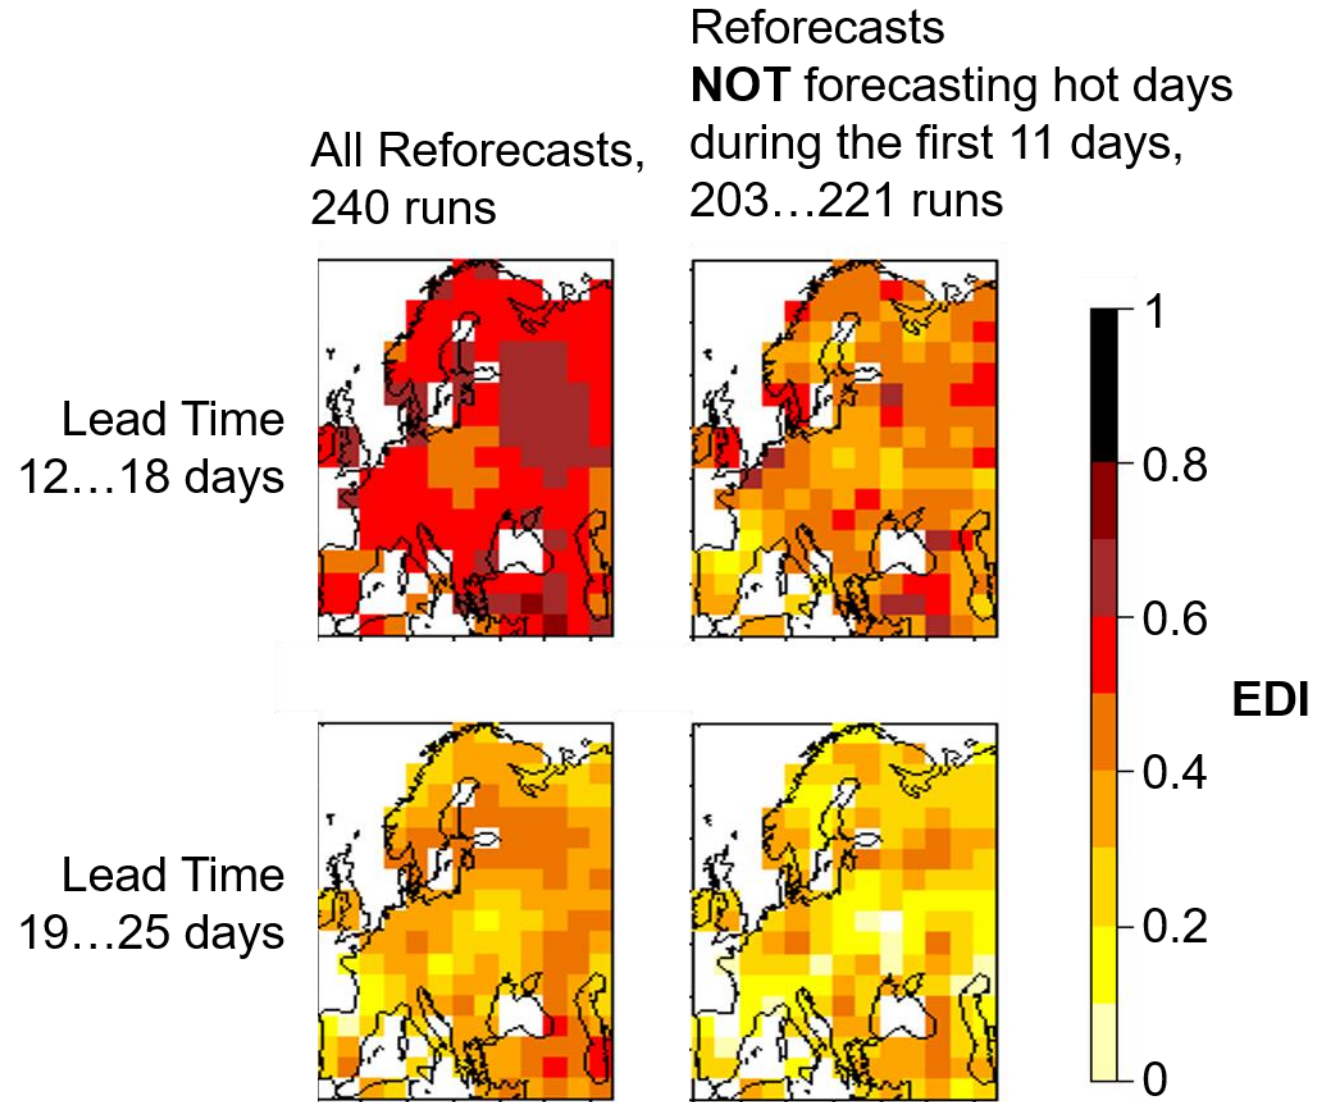 Reforecasts
NOT forecasting hot days
during the first 11 days,
203…221 runs
All Reforecasts,
240 runs
Lead Time
12…18 days
Lead Time
19…25 days
1
0.8
0.6
0.4
0.2
0
EDI